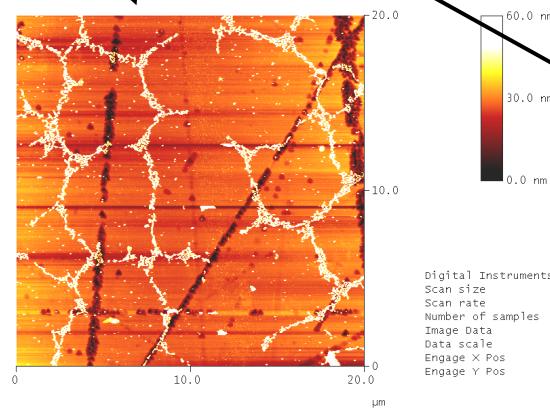 20.0
60.0 nm
30.0 nm
10.0
0.0 nm
Digital Instruments
Scan size
Scan rate
Number of samples
Image Data
Data scale
Engage X Pos
Engage Y Pos
0
0
10.0
20.0
µm